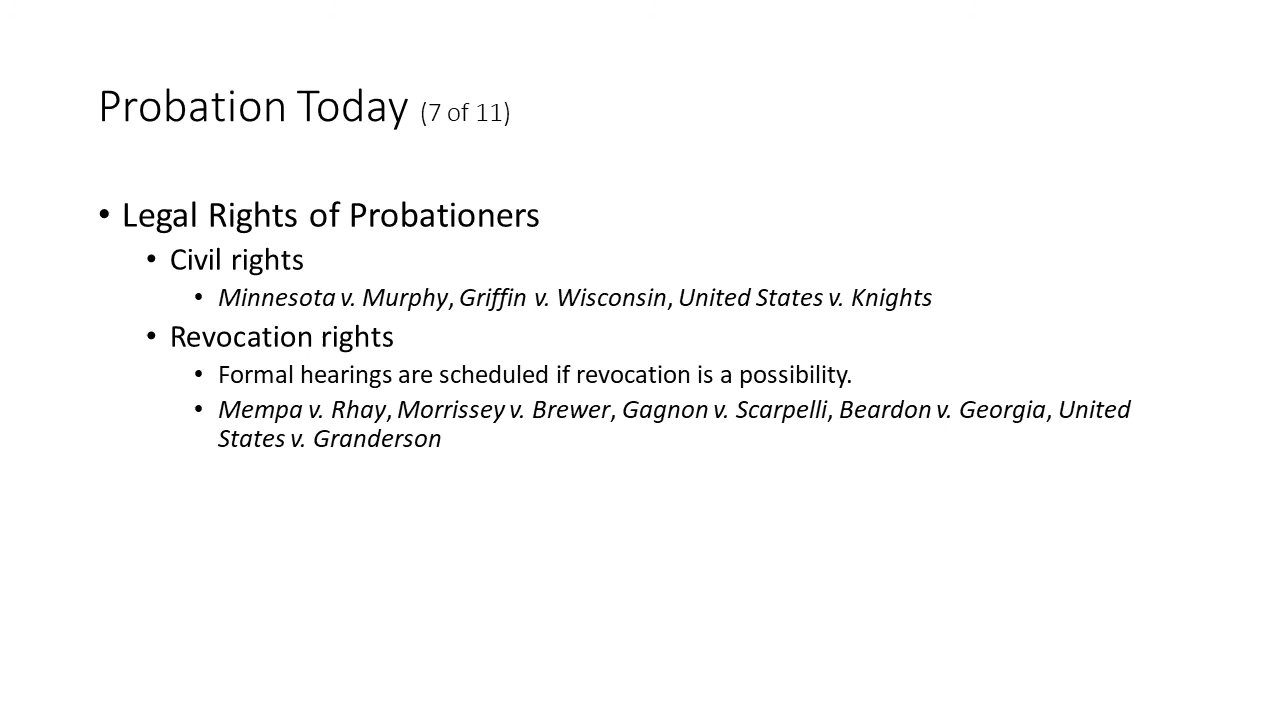 Probation Today (7 of 11)
• Legal Rights of Probationers
• Civil rights
• Minnesota v. Murphy, Griffin v. Wisconsin, United States v. Knights
• Revocation rights
• Formal hearings are scheduled if revocation is a possibility.
• Mempa v. Rhay, Morrissey v. Brewer, Gagnon v. Scarpelli, Beardon v. Georgia, United
States v. Granderson